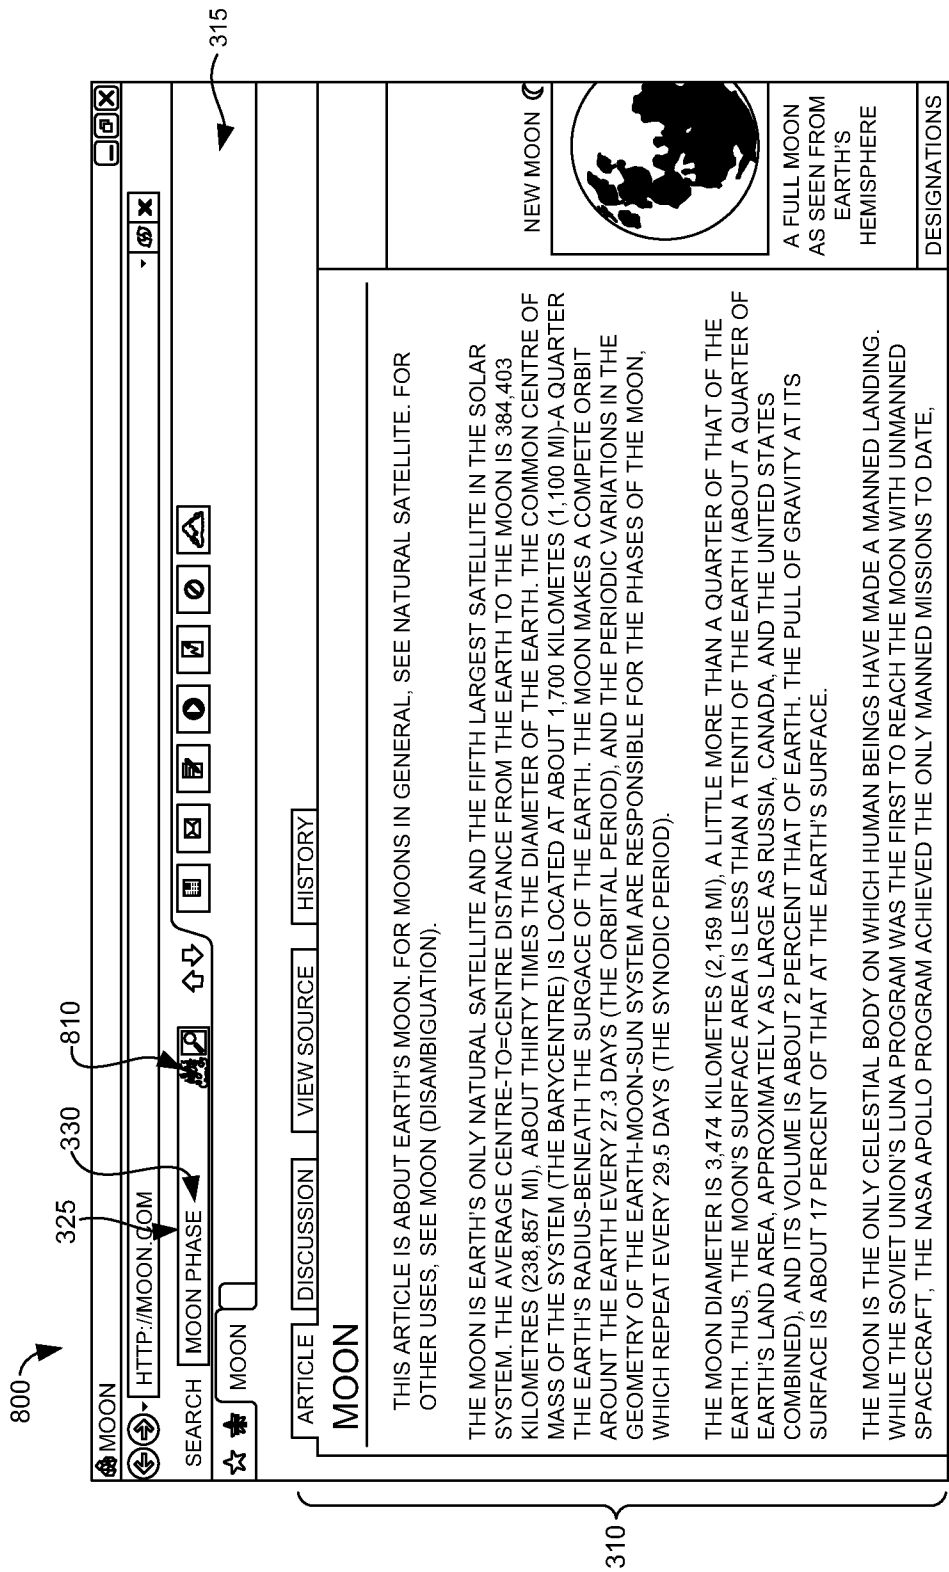 800
325
330
810
315
310
MOON
HTTP://MOON.COM
SEARCH MOON PHASE
MOON
ARTICLE DISCUSSION VIEW SOURCE HISTORY
MOON
THIS ARTICLE IS ABOUT EARTH'S MOON. FOR MOONS IN GENERAL, SEE NATURAL SATELLITE. FOR
OTHER USES, SEE MOON (DISAMBIGUATION).
THE MOON IS EARTH'S ONLY NATURAL SATELLITE AND THE FIFTH LARGEST SATELLITE IN THE SOLAR
SYSTEM. THE AVERAGE CENTRE-TO=CENTRE DISTANCE FROM THE EARTH TO THE MOON IS 384,403
KILOMETRES (238,857 MI), ABOUT THIRTY TIMES THE DIAMETER OF THE EARTH. THE COMMON CENTRE OF
MASS OF THE SYSTEM (THE BARYCENTRE) IS LOCATED AT ABOUT 1,700 KILOMETES (1,100 MI)-A QUARTER
THE EARTH'S RADIUS-BENEATH THE SURGACE OF THE EARTH. THE MOON MAKES A COMPETE ORBIT
AROUNT THE EARTH EVERY 27.3 DAYS (THE ORBITAL PERIOD), AND THE PERIODIC VARIATIONS IN THE
GEOMETRY OF THE EARTH-MOON-SUN SYSTEM ARE RESPONSIBLE FOR THE PHASES OF THE MOON,
WHICH REPEAT EVERY 29.5 DAYS (THE SYNODIC PERIOD).
THE MOON DIAMETER IS 3,474 KILOMETES (2,159 MI), A LITTLE MORE THAN A QUARTER OF THAT OF THE
EARTH. THUS, THE MOON'S SURFACE AREA IS LESS THAN A TENTH OF THE EARTH (ABOUT A QUARTER OF
EARTH'S LAND AREA, APPROXIMATELY AS LARGE AS RUSSIA, CANADA, AND THE UNITED STATES
COMBINED), AND ITS VOLUME IS ABOUT 2 PERCENT THAT OF EARTH. THE PULL OF GRAVITY AT ITS
SURFACE IS ABOUT 17 PERCENT OF THAT AT THE EARTH'S SURFACE.
THE MOON IS THE ONLY CELESTIAL BODY ON WHICH HUMAN BEINGS HAVE MADE A MANNED LANDING.
WHILE THE SOVIET UNION'S LUNA PROGRAM WAS THE FIRST TO REACH THE MOON WITH UNMANNED
SPACECRAFT, THE NASA APOLLO PROGRAM ACHIEVED THE ONLY MANNED MISSIONS TO DATE,
NEW MOON
A FULL MOON
AS SEEN FROM
EARTH'S
HEMISPHERE
DESIGNATIONS